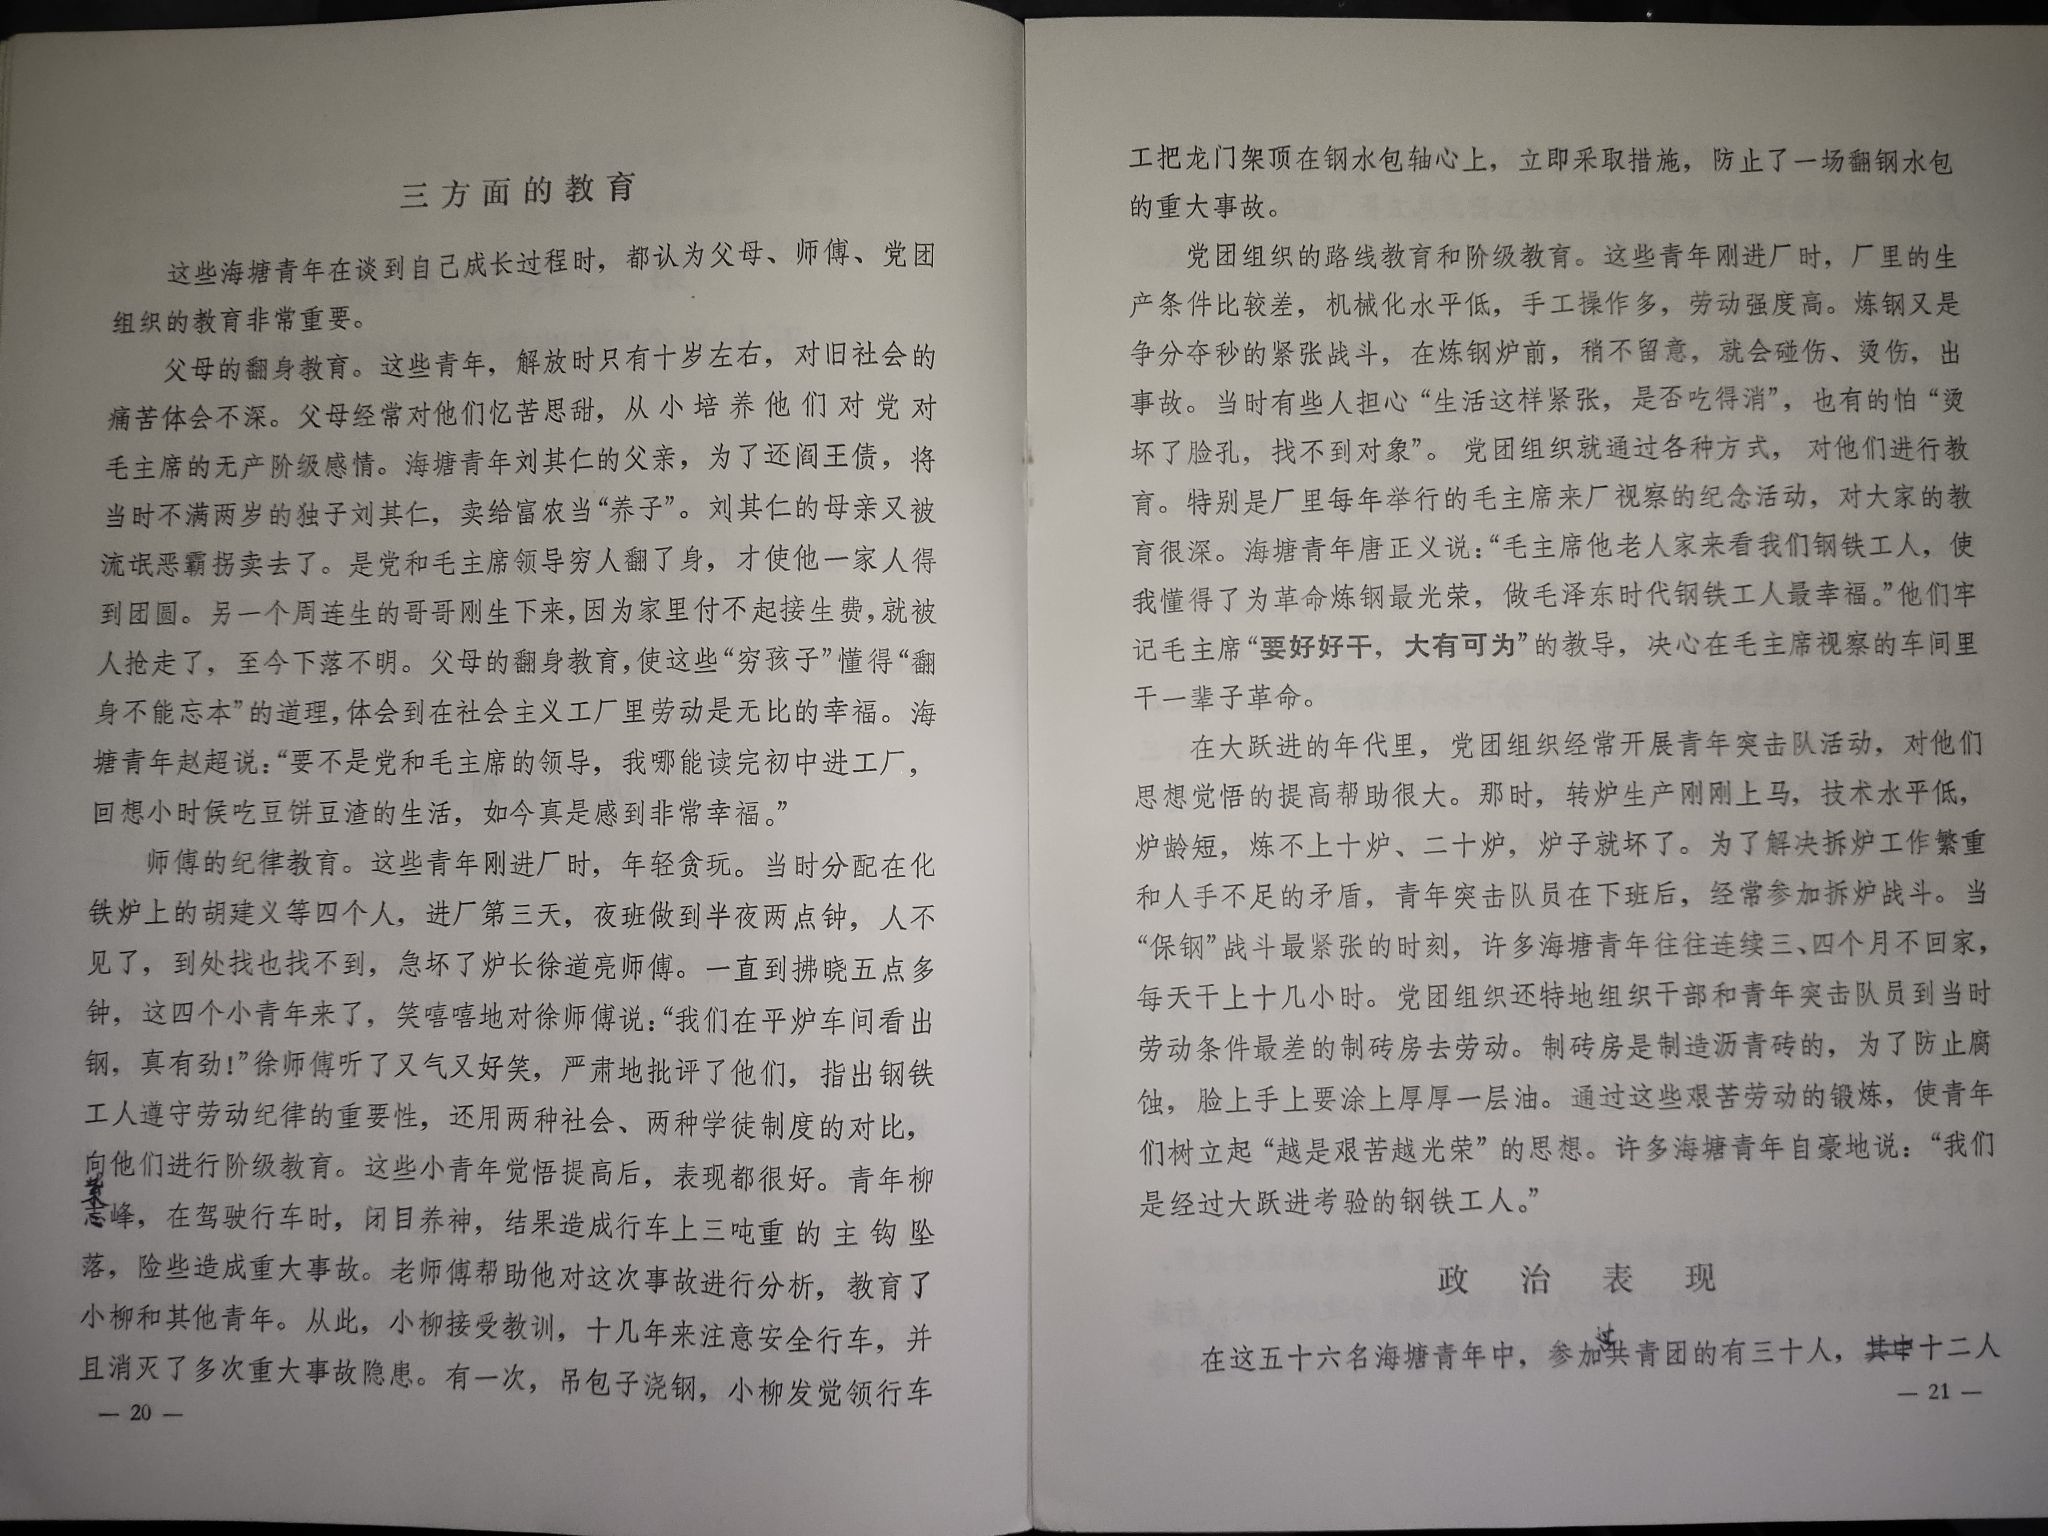 三方面的教育
这些海塘青年在谈到自己成长过程时，都认为父母、师傅、党团
组织的教育非常重要。
父母的翻身教育。这些青年，解放时只有十岁左右，对旧社会的
痛苦体会不深。父母经常对他们忆苦思甜，从小培养他们对党对
毛主席的无产阶级感情。海塘青年刘其仁的父亲，为了还阎王债，将
当时不满两岁的独子刘其仁，卖给富农当“养子”。刘其仁的母亲又被
流氓恶霸拐卖去了。是党和毛主席领导穷人翻了身，才使他一家人得
到团圆。另一个周连生的哥哥刚生下来，因为家里付不起接生费，就被
人抢走了，至今下落不明。父母的翻身教育，使这些“穷孩子”懂得“翻
身不能忘本”的道理，体会到在社会主义工厂里劳动是无比的幸福。海
塘青年赵超说：“要不是党和毛主席的领导，我哪能读完初中进工厂，
回想小时候吃豆饼豆渣的生活，如今真是感到非常幸福。”
师傅的纪律教育。这些青年刚进厂时，年轻贪玩。当时分配在化
铁炉上的胡建义等四个人，进厂第三天，夜班做到半夜两点钟，人不
见了，到处找也找不到，急坏了炉长徐道亮师傅。一直到拂晓五点多
钟，这四个小青年来了，笑嘻嘻地对徐师傅说：“我们在平炉车间看出
钢，真有劲！”徐师傅听了又气又好笑，严肃地批评了他们，指出钢铁
工人遵守劳动纪律的重要性，还用两种社会、两种学徒制度的对比，
向他们进行阶级教育。这些小青年觉悟提高后，表现都很好。青年柳
峰，在驾驶行车时，闭目养神，结果造成行车上三吨重的主钩坠
落，险些造成重大事故。老师傅帮助他对这次事故进行分析，教育了
小柳和其他青年。从此，小柳接受教训，十几年来注意安全行车，并
且消灭了多次重大事故隐患。有一次，吊包子浇钢，小柳发觉领行车
— 20 —
工把龙门架顶在钢水包轴心上，立即采取措施，防止了一场翻钢水包
的重大事故。
党团组织的路线教育和阶级教育。这些青年刚进厂时，厂里的生
产条件比较差，机械化水平低，手工操作多，劳动强度高。炼钢又是
争分夺秒的紧张战斗，在炼钢炉前，稍不留意，就会碰伤、烫伤，出
事故。当时有些人担心“生活这样紧张，是否吃得消”，也有的怕“烫
坏了脸孔，找不到对象”。党团组织就通过各种方式，对他们进行教
育。特别是厂里每年举行的毛主席来厂视察的纪念活动，对大家的教
育很深。海塘青年唐正义说：“毛主席他老人家来看我们钢铁工人，使
我懂得了为革命炼钢最光荣，做毛泽东时代钢铁工人最幸福。”他们牢
记毛主席“要好好干，大有可为”的教导，决心在毛主席视察的车间里
干一辈子革命。
在大跃进的年代里，党团组织经常开展青年突击队活动，对他们
思想觉悟的提高帮助很大。那时，转炉生产刚刚上马，技术水平低，
炉龄短，炼不上十炉、二十炉，炉子就坏了。为了解决拆炉工作繁重
和人手不足的矛盾，青年突击队员在下班后，经常参加拆炉战斗。当
“保钢”战斗最紧张的时刻，许多海塘青年往往连续三、四个月不回家，
每天干上十几小时。党团组织还特地组织干部和青年突击队员到当时
劳动条件最差的制砖房去劳动。制砖房是制造沥青砖的，为了防止腐
蚀，脸上手上要涂上厚厚一层油。通过这些艰苦劳动的锻炼，使青年
们树立起“越是艰苦越光荣”的思想。许多海塘青年自豪地说：“我们
是经过大跃进考验的钢铁工人。”
政治表现
在这五十六名海塘青年中，参加过共青团的有三十人，其中十二人
— 21 —